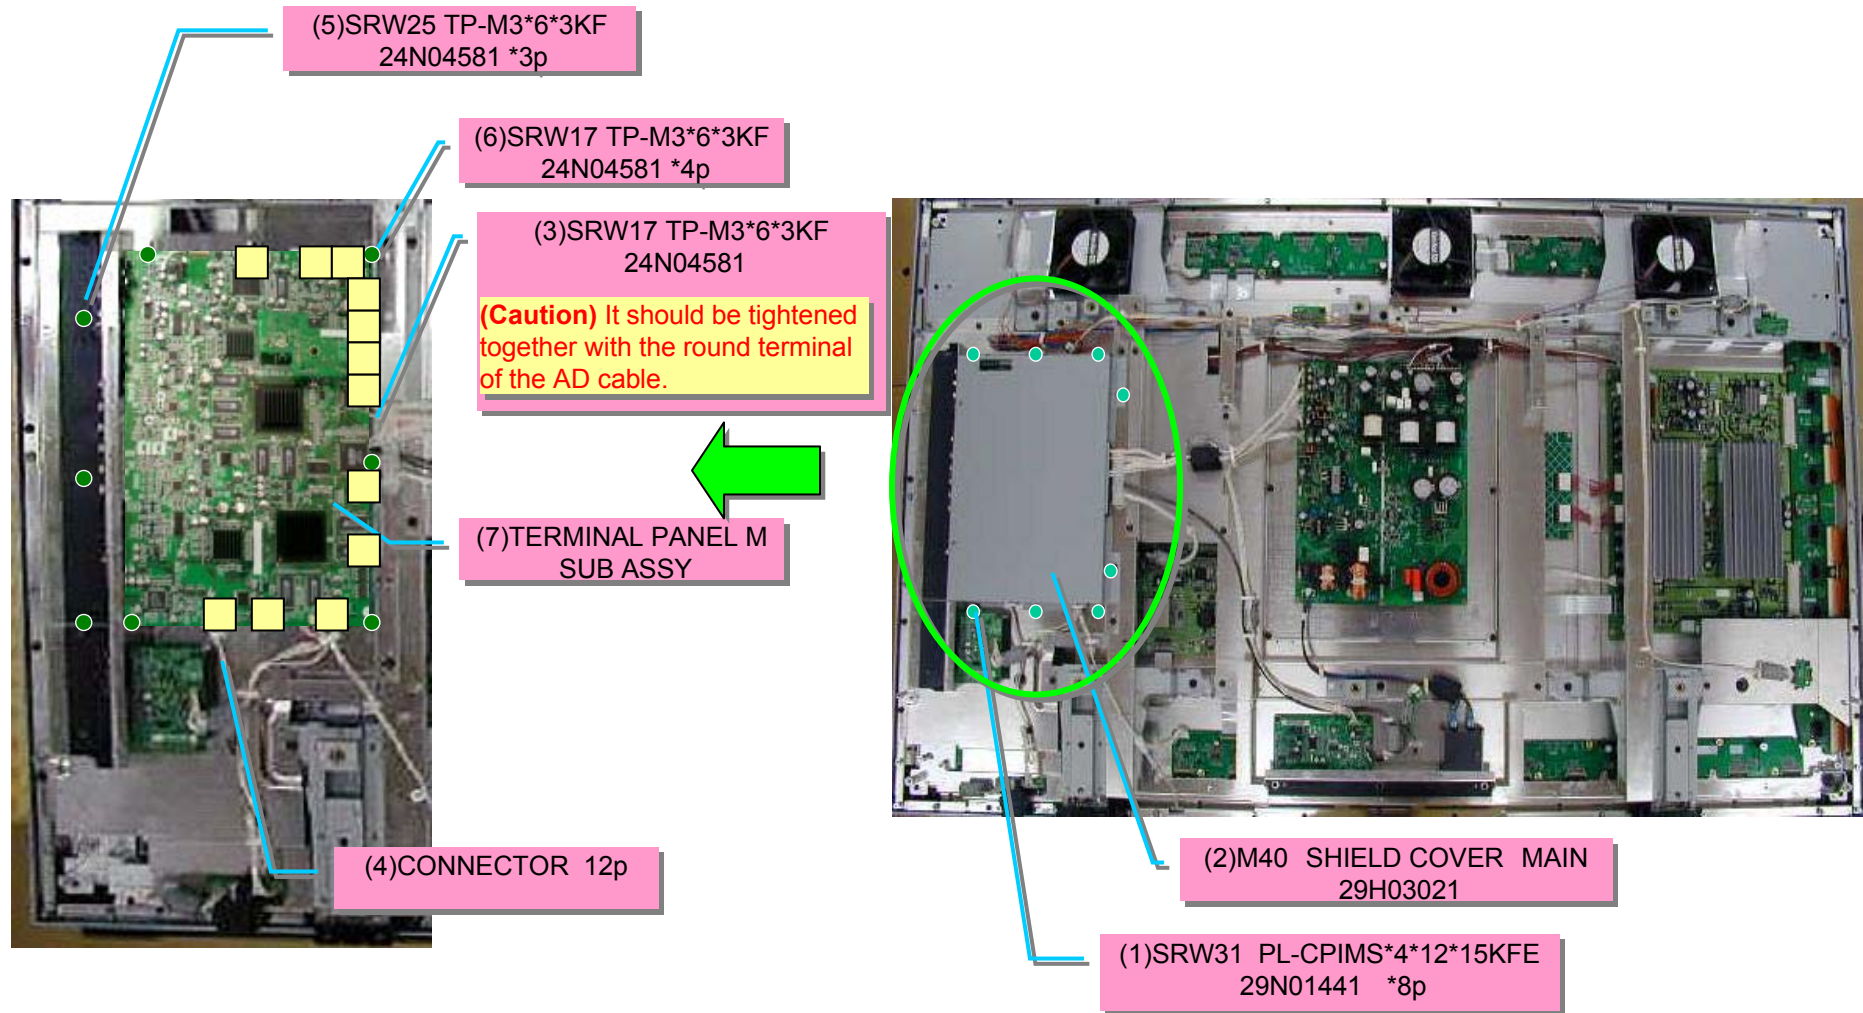 (5)SRW25 TP-M3*6*3KF
24N04581 *3p
(6)SRW17 TP-M3*6*3KF
24N04581 *4p
(3)SRW17 TP-M3*6*3KF
24N04581
(Caution) It should be tightened
together with the round terminal
of the AD cable.
(7)TERMINAL PANEL M
SUB ASSY
(4)CONNECTOR 12p
(2)M40 SHIELD COVER MAIN
29H03021
(1)SRW31 PL-CPIMS*4*12*15KFE
29N01441 *8p